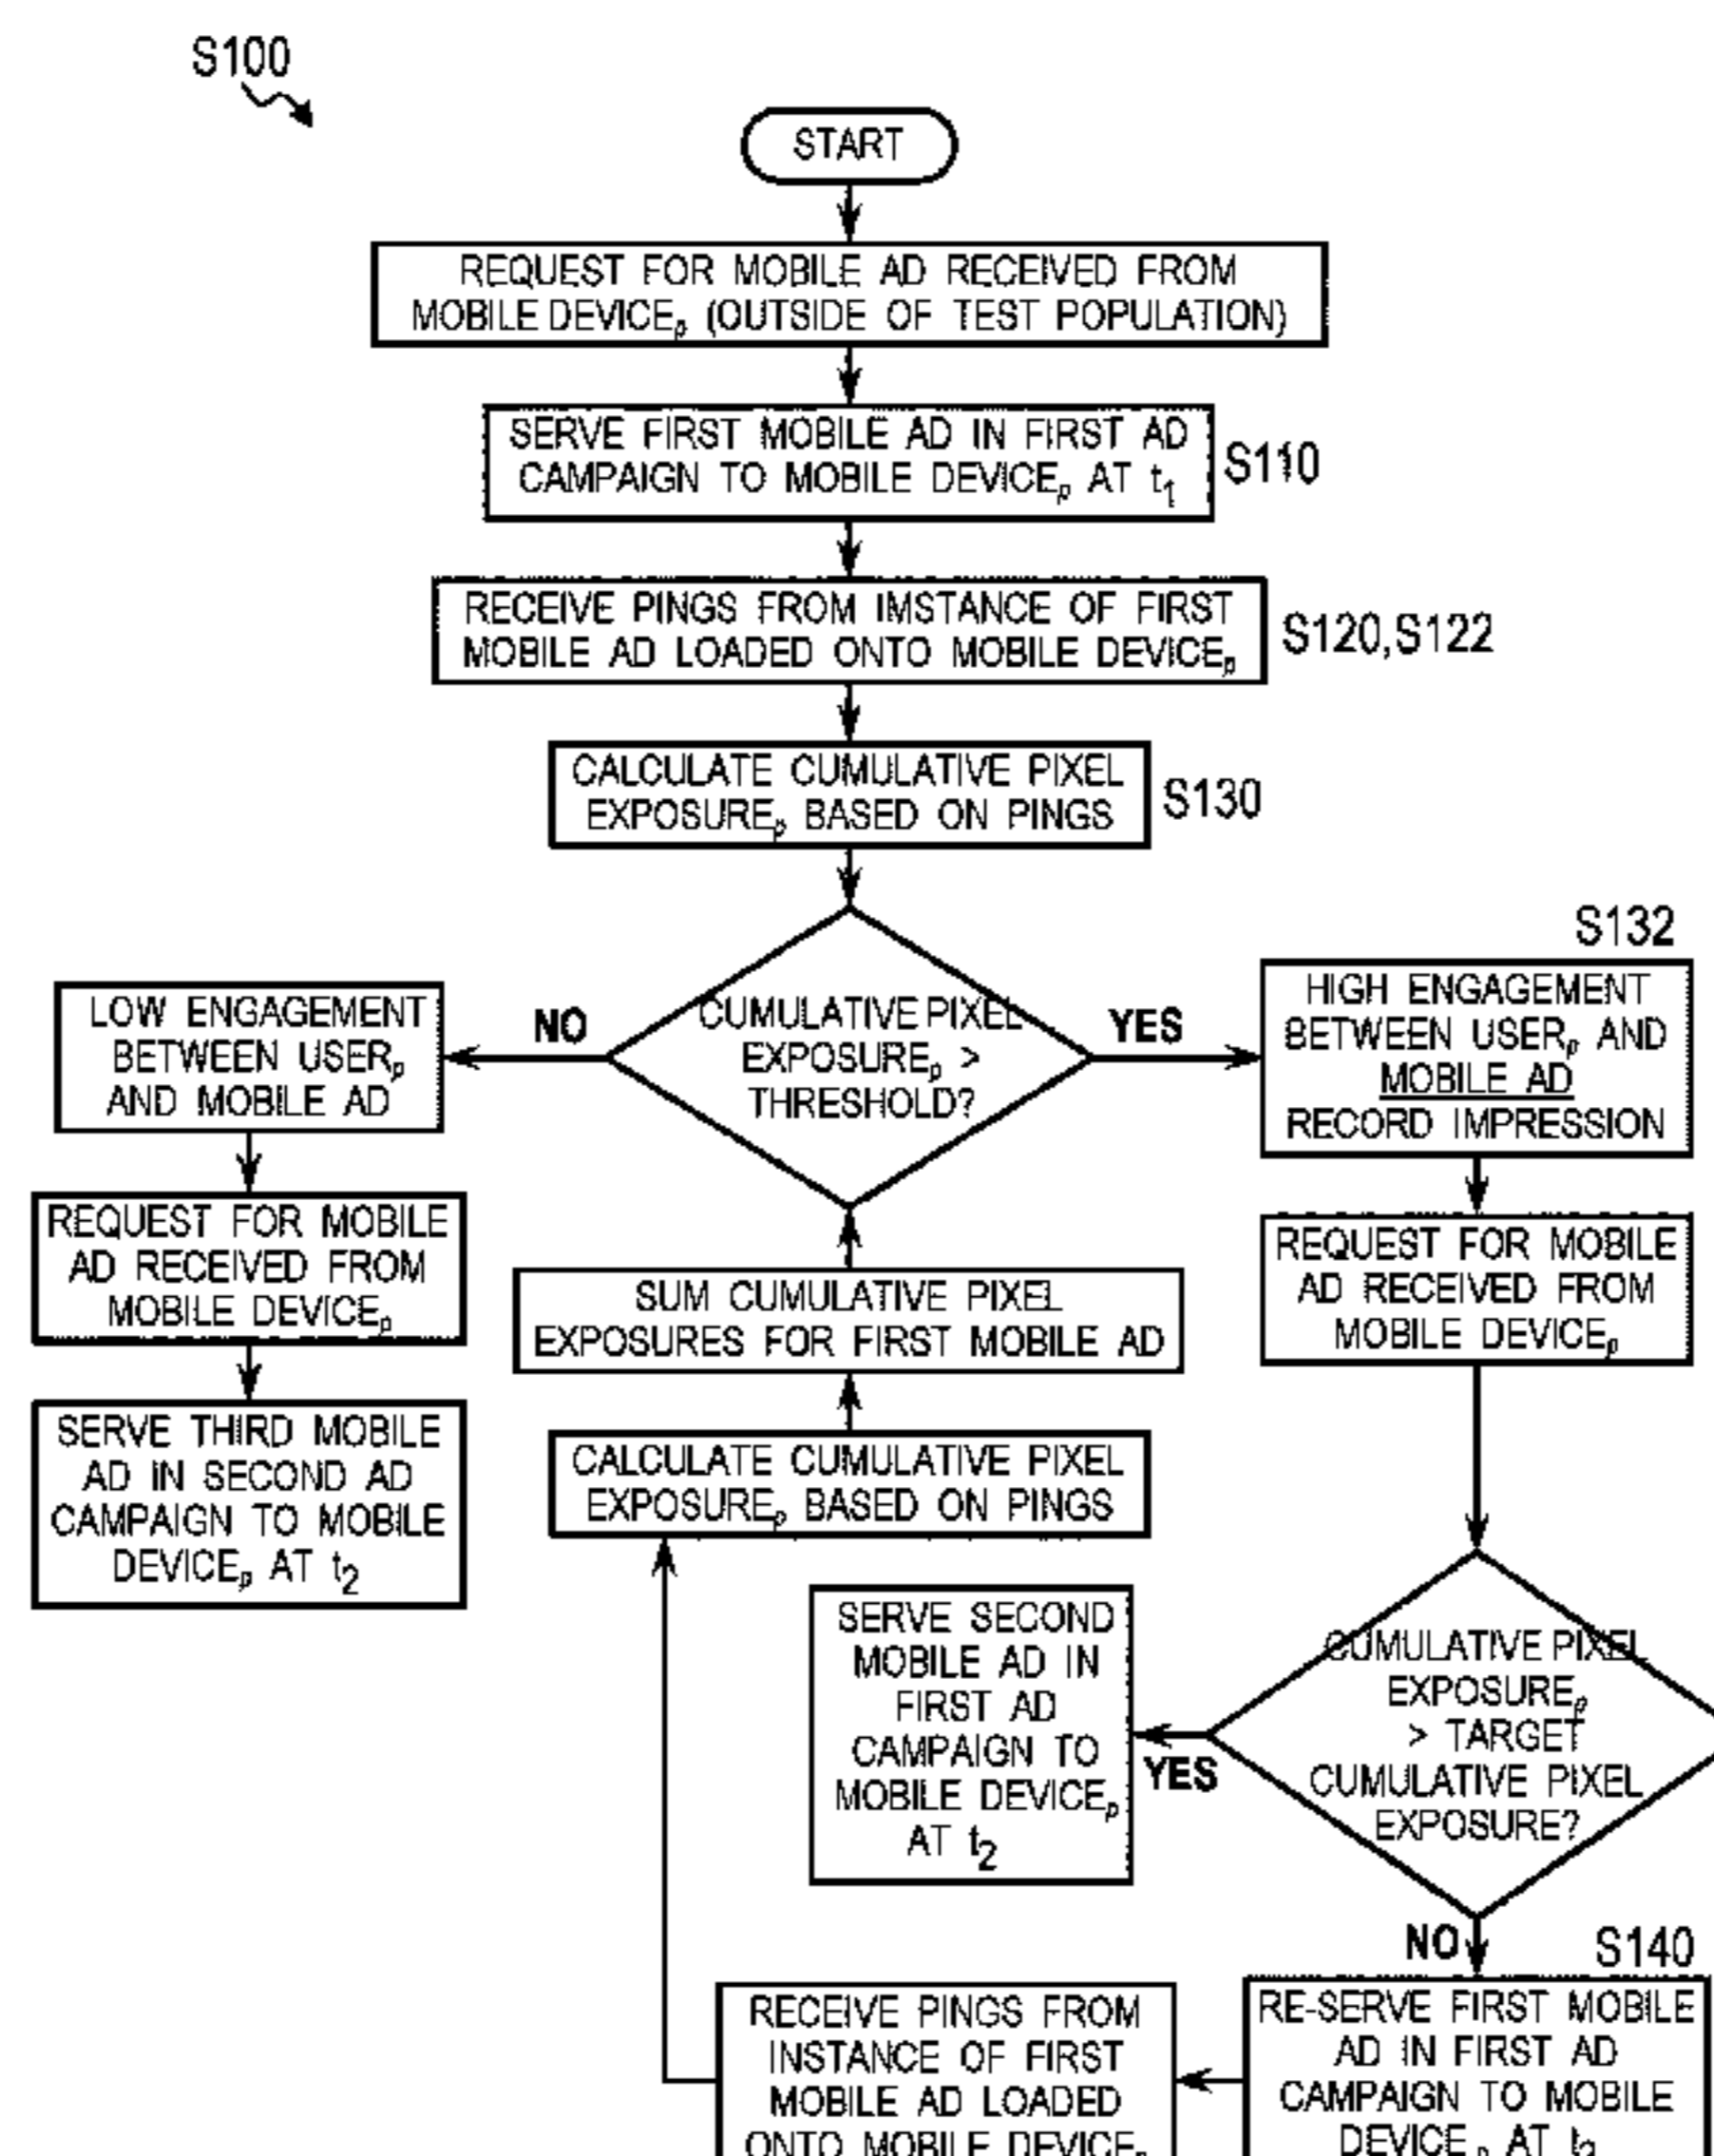 S100
START
REQUEST FOR MOBILE AD RECEIVED FROM
MOBILE DEVICEp (OUTSIDE OF TEST POPULATION)
SERVE FIRST MOBILE AD IN FIRST AD
CAMPAIGN TO MOBILE DEVICEp AT t1
S110
RECEIVE PINGS FROM IMSTANCE OF FIRST
MOBILE AD LOADED ONTO MOBILE DEVICEp
S120,S122
CALCULATE CUMULATIVE PIXEL
EXPOSUREp BASED ON PINGS
S130
CUMULATIVE PIXEL
EXPOSUREp >
THRESHOLD?
NO
YES
LOW ENGAGEMENT
BETWEEN USERp
AND MOBILE AD
REQUEST FOR MOBILE
AD RECEIVED FROM
MOBILE DEVICEp
SERVE THIRD MOBILE
AD IN SECOND AD
CAMPAIGN TO MOBILE
DEVICEp AT t2
S132
HIGH ENGAGEMENT
BETWEEN USERp AND
MOBILE AD
RECORD IMPRESSION
REQUEST FOR MOBILE
AD RECEIVED FROM
MOBILE DEVICEp
SUM CUMULATIVE PIXEL
EXPOSURES FOR FIRST MOBILE AD
CALCULATE CUMULATIVE PIXEL
EXPOSUREp BASED ON PINGS
CUMULATIVE PIXEL
EXPOSUREp
> TARGET
CUMULATIVE PIXEL
EXPOSURE?
YES
SERVE SECOND
MOBILE AD IN
FIRST AD
CAMPAIGN TO
MOBILE DEVICEp
AT t2
NO
S140
RE-SERVE FIRST MOBILE
AD IN FIRST AD
CAMPAIGN TO MOBILE
DEVICEp AT t2
RECEIVE PINGS FROM
INSTANCE OF FIRST
MOBILE AD LOADED
ONTO MOBILE DEVICEp